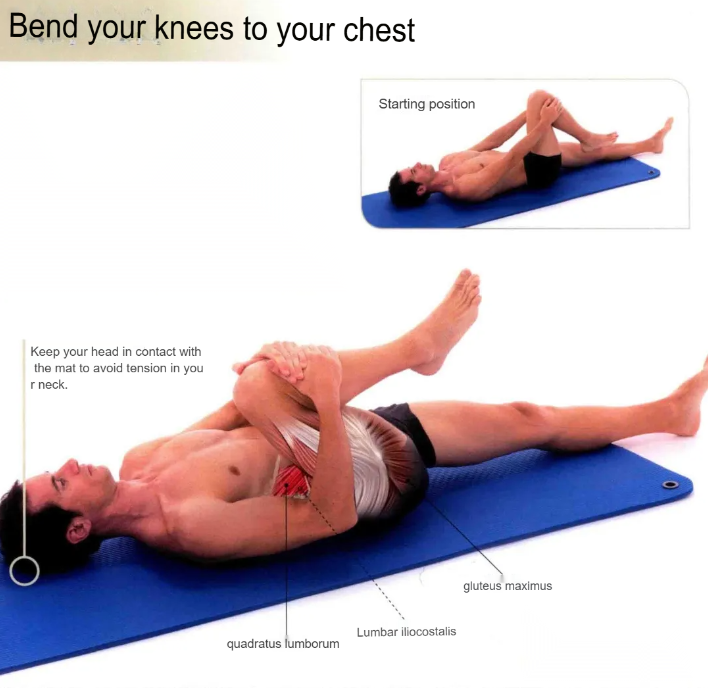 Bend your knees to your chest
Starting position
Keep your head in contact with
the mat to avoid tension in you
r neck.
gluteus maximus
Lumbar iliocostalis
quadratus lumborum